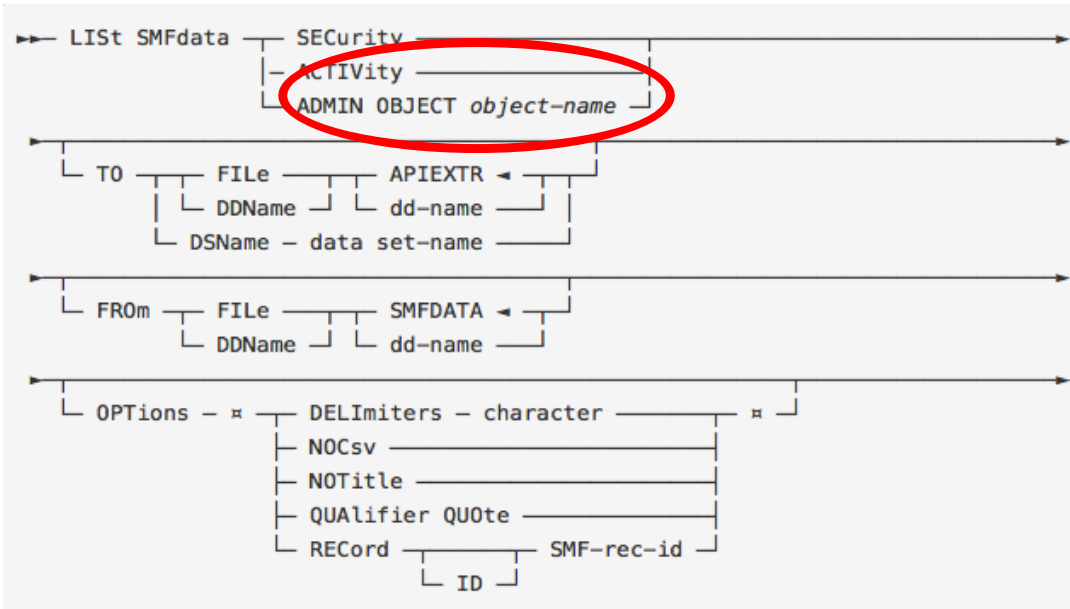 LISt SMFdata SECurity
ACTIVity
ADMIN OBJECT object-name
TO FILe APIEXTR
DDName dd-name
DSName – data set-name
FROm FILe SMFDATA
DDName dd-name
OPTions – ¤ DELImiters – character ¤
NOCsv
NOTitle
QUAlifier QUOte
RECord SMF-rec-id
ID